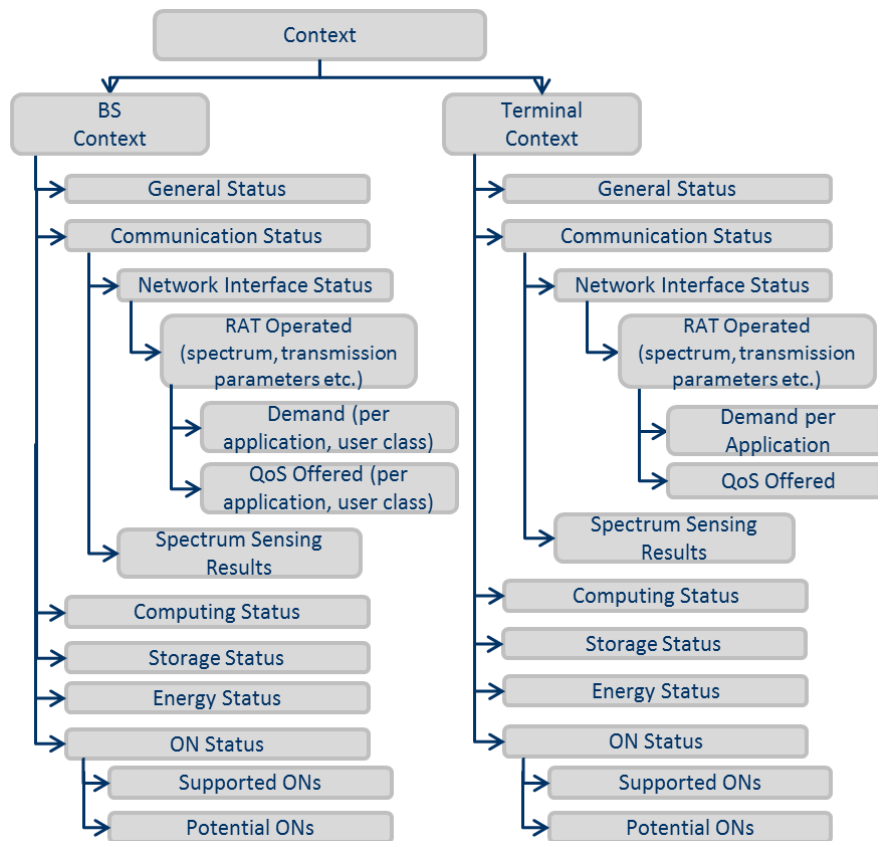 Context
BS
Context
General Status
Communication Status
Network Interface Status
RAT Operated
(spectrum, transmission
parameters etc.)
Demand (per
application, user class)
QoS Offered (per
application, user class)
Spectrum Sensing
Results
Computing Status
Storage Status
Energy Status
ON Status
Supported ONs
Potential ONs
Terminal
Context
General Status
Communication Status
Network Interface Status
RAT Operated
(spectrum, transmission
parameters etc.)
Demand per
Application
QoS Offered
Spectrum Sensing
Results
Computing Status
Storage Status
Energy Status
ON Status
Supported ONs
Potential ONs